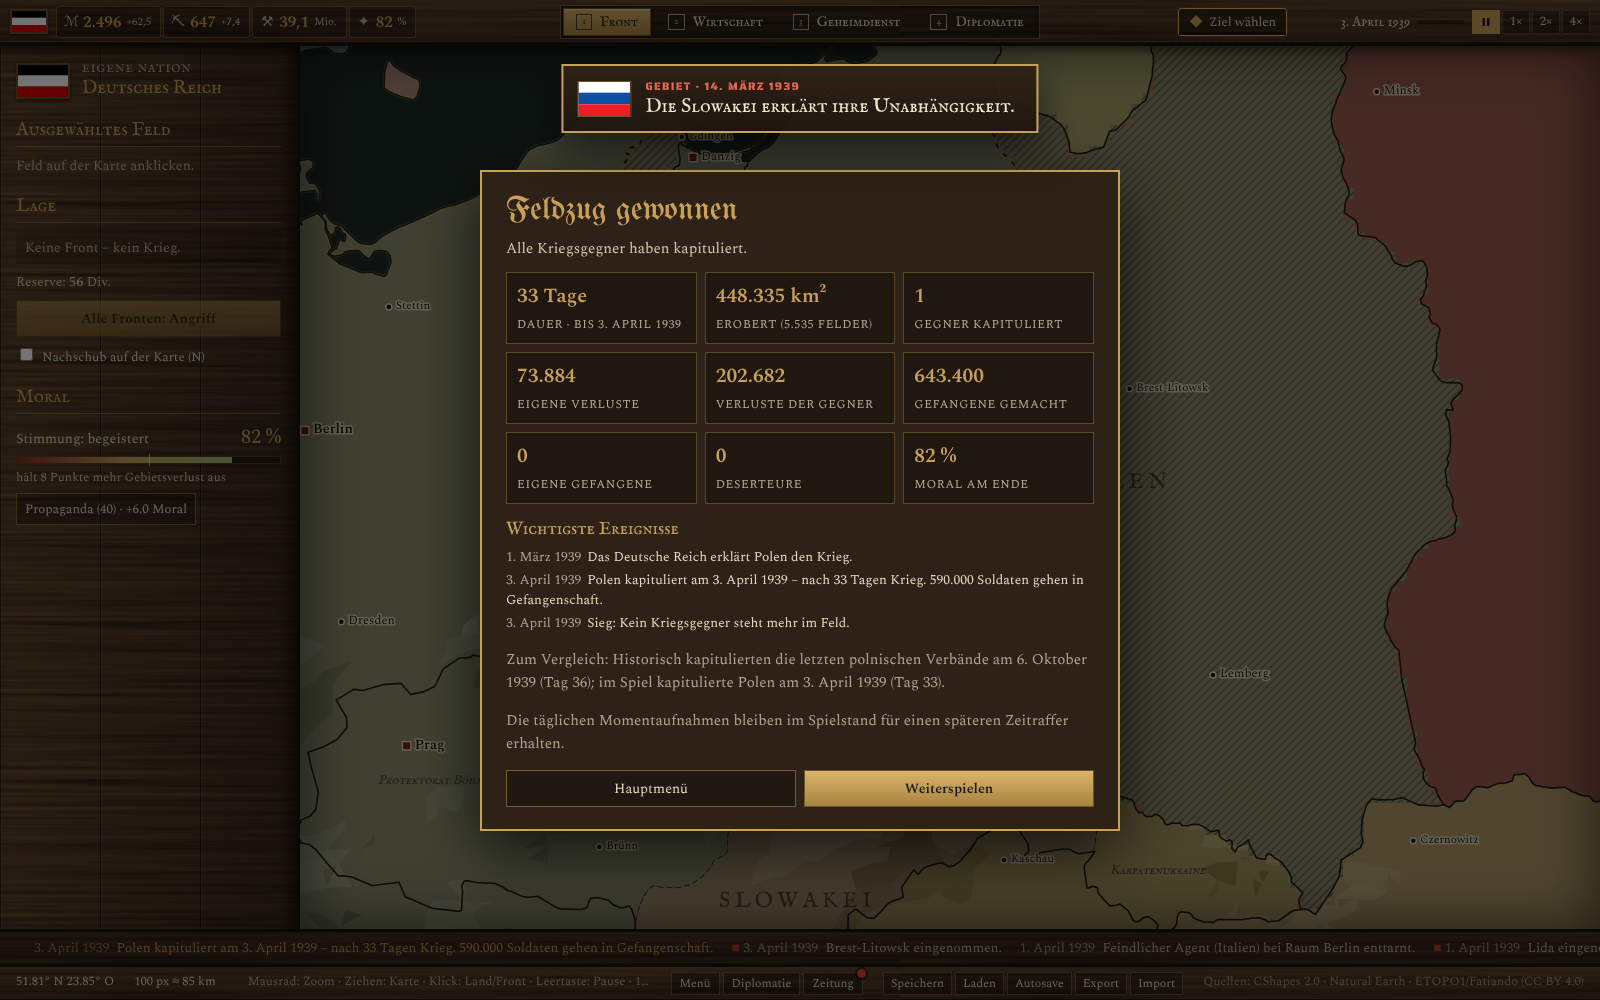 ℳ 2.496 +62,5 647 +7,4 39,1 Mio. 82 %
1 Front 2 Wirtschaft 3 Geheimdienst 4 Diplomatie
Ziel wählen
3. April 1939 1× 2× 4×
Eigene Nation
Deutsches Reich
Ausgewähltes Feld
Feld auf der Karte anklicken.
Lage
Keine Front – kein Krieg.
Reserve: 56 Div.
Alle Fronten: Angriff
Nachschub auf der Karte (N)
Moral
Stimmung: begeistert 82 %
hält 8 Punkte mehr Gebietsverlust aus
Propaganda (40) · +6.0 Moral
GEBIET · 14. MÄRZ 1939
Die Slowakei erklärt ihre Unabhängigkeit.
Gdingen
Danzig
Minsk
Stettin
Berlin
Dresden
Prag
Protektorat Böh
Brünn
SLOWAKEI
Kaschau
Karpatenukraine
Czernowitz
Lemberg
Brest-Litowsk
LEN
Feldzug gewonnen
Alle Kriegsgegner haben kapituliert.
33 Tage
DAUER · BIS 3. APRIL 1939
448.335 km²
EROBERT (5.535 FELDER)
1
GEGNER KAPITULIERT
73.884
EIGENE VERLUSTE
202.682
VERLUSTE DER GEGNER
643.400
GEFANGENE GEMACHT
0
EIGENE GEFANGENE
0
DESERTEURE
82 %
MORAL AM ENDE
Wichtigste Ereignisse
1. März 1939 Das Deutsche Reich erklärt Polen den Krieg.
3. April 1939 Polen kapituliert am 3. April 1939 – nach 33 Tagen Krieg. 590.000 Soldaten gehen in
Gefangenschaft.
3. April 1939 Sieg: Kein Kriegsgegner steht mehr im Feld.
Zum Vergleich: Historisch kapitulierten die letzten polnischen Verbände am 6. Oktober
1939 (Tag 36); im Spiel kapitulierte Polen am 3. April 1939 (Tag 33).
Die täglichen Momentaufnahmen bleiben im Spielstand für einen späteren Zeitraffer
erhalten.
Hauptmenü
Weiterspielen
3. April 1939 Polen kapituliert am 3. April 1939 – nach 33 Tagen Krieg. 590.000 Soldaten gehen in Gefangenschaft. 3. April 1939 Brest-Litowsk eingenommen. 1. April 1939 Feindlicher Agent (Italien) bei Raum Berlin enttarnt. 1. April 1939 Lida eingen
51.81° N 23.85° O 100 px ≈ 85 km Mausrad: Zoom · Ziehen: Karte · Klick: Land/Front · Leertaste: Pause · 1… Menü Diplomatie Zeitung Speichern Laden Autosave Export Import Quellen: CShapes 2.0 · Natural Earth · ETOPO1/Fatiando (CC BY 4.0)